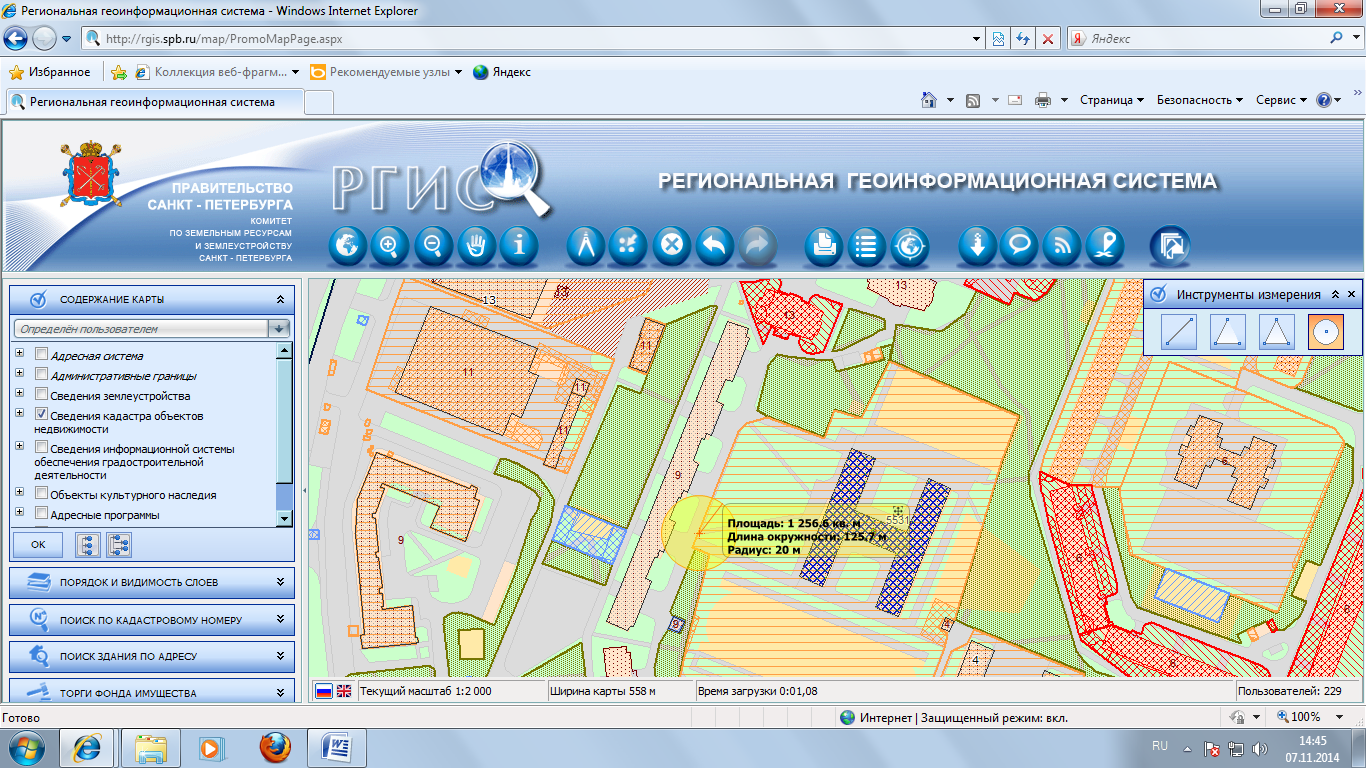 Региональная геоинформационная система - Windows Internet Explorer
http://rgis.spb.ru/map/PromoMapPage.aspx
Яндекс
Избранное
Коллекция веб-фрагм...
Рекомендуемые узлы
Яндекс
Региональная геоинформационная система
Страница
Безопасность
Сервис
ПРАВИТЕЛЬСТВО
САНКТ - ПЕТЕРБУРГА
КОМИТЕТ
ПО ЗЕМЕЛЬНЫМ РЕСУРСАМ
И ЗЕМЛЕУСТРОЙСТВУ
САНКТ - ПЕТЕРБУРГА
РГИС
РЕГИОНАЛЬНАЯ ГЕОИНФОРМАЦИОННАЯ СИСТЕМА
СОДЕРЖАНИЕ КАРТЫ
Определён пользователем
Адресная система
Административные границы
Сведения землеустройства
Сведения кадастра объектов
недвижимости
Сведения информационной системы
обеспечения градостроительной
деятельности
Объекты культурного наследия
Адресные программы
ОК
ПОРЯДОК И ВИДИМОСТЬ СЛОЕВ
ПОИСК ПО КАДАСТРОВОМУ НОМЕРУ
ПОИСК ЗДАНИЯ ПО АДРЕСУ
ТОРГИ ФОНДА ИМУЩЕСТВА
Инструменты измерения
13
13
13
13
11
11
11
11
9
9
9
6
5531
4
4
6
8
Площадь: 1 256.6 кв. м
Длина окружности: 125.7 м
Радиус: 20 м
Текущий масштаб 1:2 000
Ширина карты 558 м
Время загрузки 0:01,08
Пользователей: 229
Готово
Интернет | Защищенный режим: вкл.
100%
RU
14:45
07.11.2014